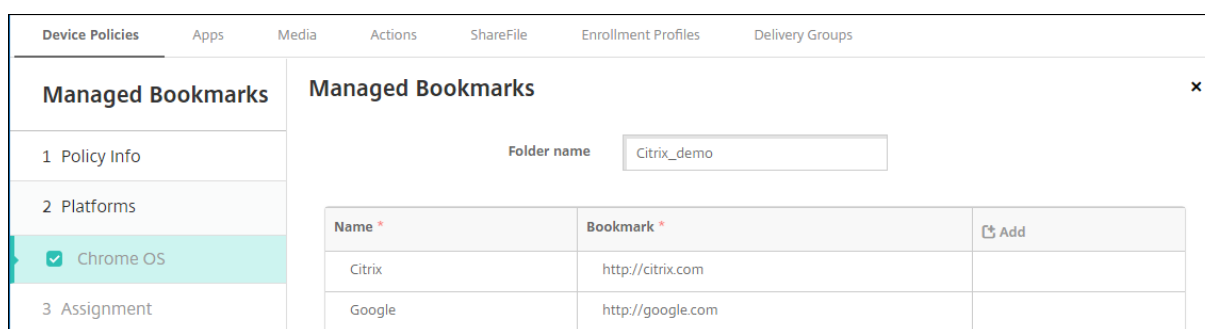 Device Policies Apps Media Actions ShareFile Enrollment Profiles Delivery Groups
Managed Bookmarks
1 Policy Info
2 Platforms
Chrome OS
3 Assignment
Managed Bookmarks ×
Folder name Citrix_demo
Name * Bookmark * Add
Citrix http://citrix.com
Google http://google.com